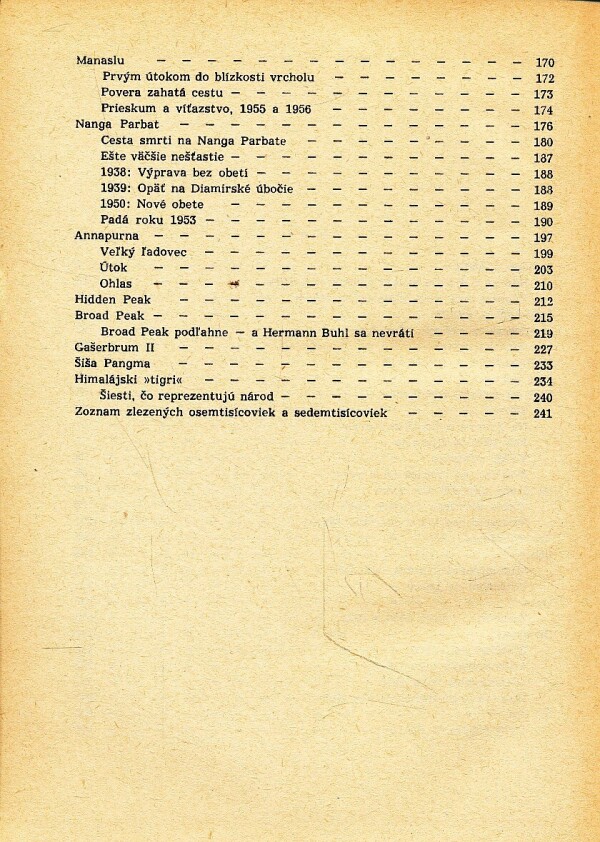 Manaslu — — — — — — — — — — — — — — 170
Prvým útokom do blízkosti vrcholu — — — — — — — 172
Povera zahatá cestu — — — — — — — — — — — 173
Prieskum a víťazstvo, 1955 a 1956 — — — — — — — 174
Nanga Parbat — — — — — — — — — — — — — 176
Cesta smrti na Nanga Parbate — — — — — — — — 180
Ešte väčšie nešťastie — — — — — — — — — — — 187
1938: Výprava bez obetí — — — — — — — — — — 188
1939: Opäť na Diamírské úbočie — — — — — — — — 188
1950: Nové obete — — — — — — — — — — — 189
Padá roku 1953 — — — — — — — — — — — — 190
Annapurna — — — — — — — — — — — — — — 197
Veľký ľadovec — — — — — — — — — — — — 199
Útok — — — — — — — — — — — — — 203
Ohlas — — — — — — — — — — — — — — 210
Hidden Peak — — — — — — — — — — — — — — 212
Broad Peak — — — — — — — — — — — — — — 215
Broad Peak podľahne — a Hermann Buhl sa nevráti — — — — 219
Gašerbrum II — — — — — — — — — — — — — 227
Šiša Pangma — — — — — — — — — — — — — 233
Himalájski »tigri« — — — — — — — — — — — — 234
Šiesti, čo reprezentujú národ — — — — — — — — — 240
Zoznam zlezených osemtisícoviek a sedemtisícoviek — — — — — 241